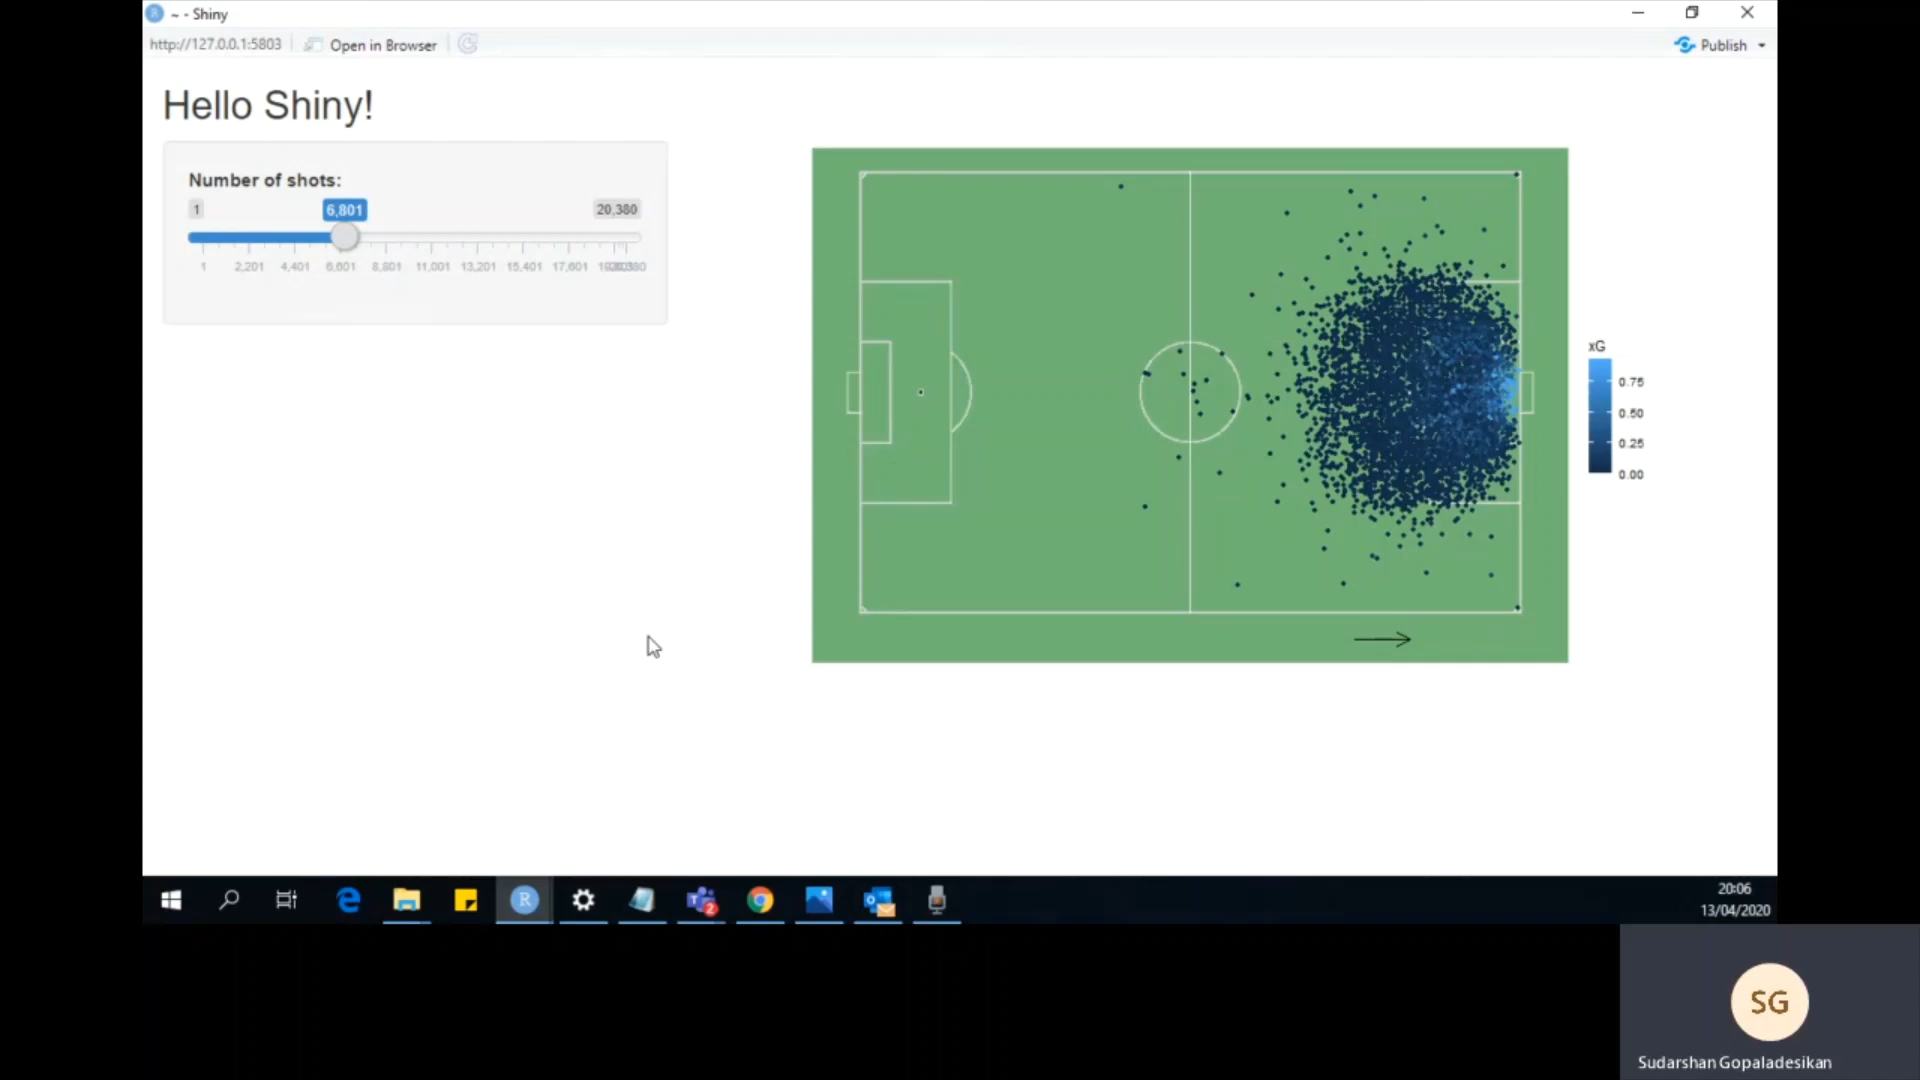 ~ - Shiny
http://127.0.0.1:5803
Open in Browser
Publish
Hello Shiny!
Number of shots:
1
6,801
20,380
1 2,201 4,401 6,601 8,801 11,001 13,201 15,401 17,601
xG
0.75
0.50
0.25
0.00
R
T 2
20:06
13/04/2020
SG
Sudarshan Gopaladesikan